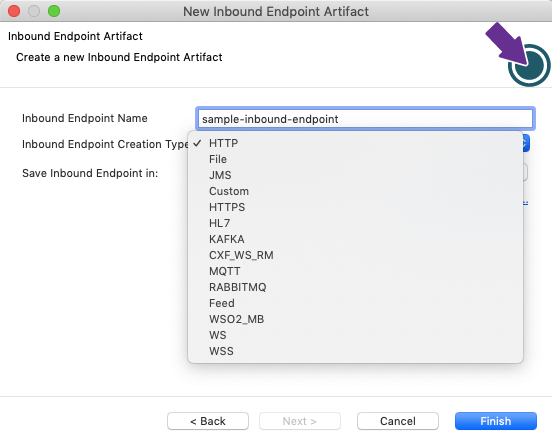 New Inbound Endpoint Artifact
Inbound Endpoint Artifact
Create a new Inbound Endpoint Artifact
Inbound Endpoint Name
sample-inbound-endpoint
Inbound Endpoint Creation Type
✓ HTTP
File
JMS
Save Inbound Endpoint in:
Custom
HTTPS
HL7
KAFKA
CXF_WS_RM
MQTT
RABBITMQ
Feed
WSO2_MB
WS
WSS
< Back
Next >
Cancel
Finish